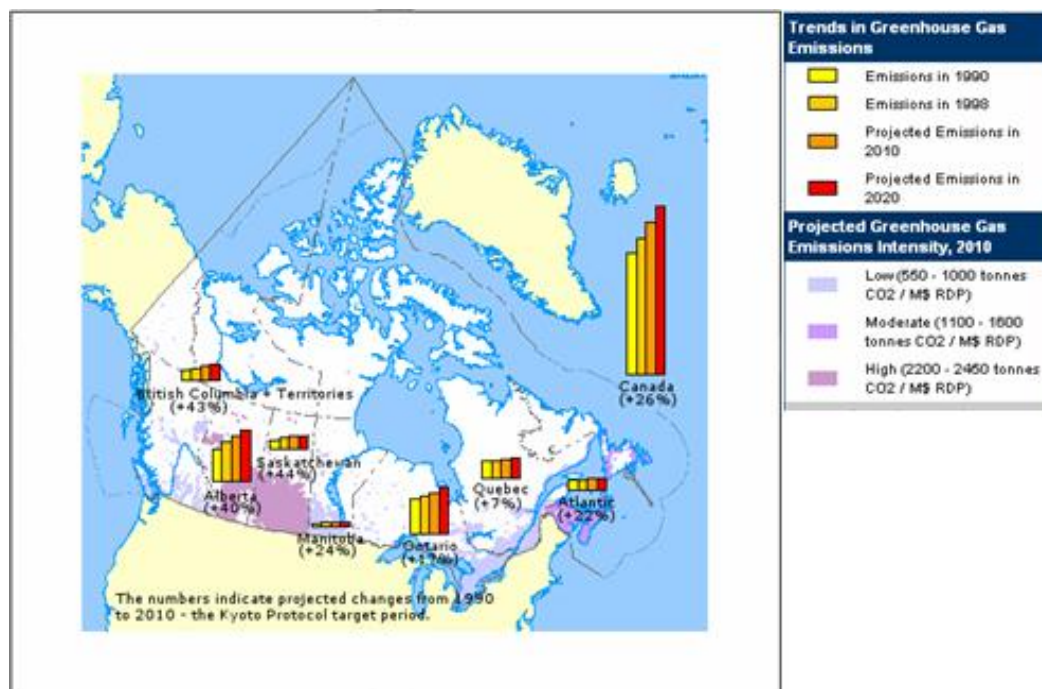 Trends in Greenhouse Gas
Emissions
Emissions in 1990
Emissions in 1998
Projected Emissions in
2010
Projected Emissions in
2020
Projected Greenhouse Gas
Emissions Intensity, 2010
Low (550 - 1000 tonnes
CO2 / M$ RDP)
Moderate (1100 - 1600
tonnes CO2 / M$ RDP)
High (2200 - 2450 tonnes
CO2 / M$ RDP)
Canada
(+26%)
British Columbia + Territories
(+43%)
Saskatchewan
(+44%)
Alberta
(+40%)
Manitoba
(+24%)
Ontario
Quebec
(+7%)
Atlantic
(+22%)
The numbers indicate projected changes from 1990
to 2010 - the Kyoto Protocol target period.